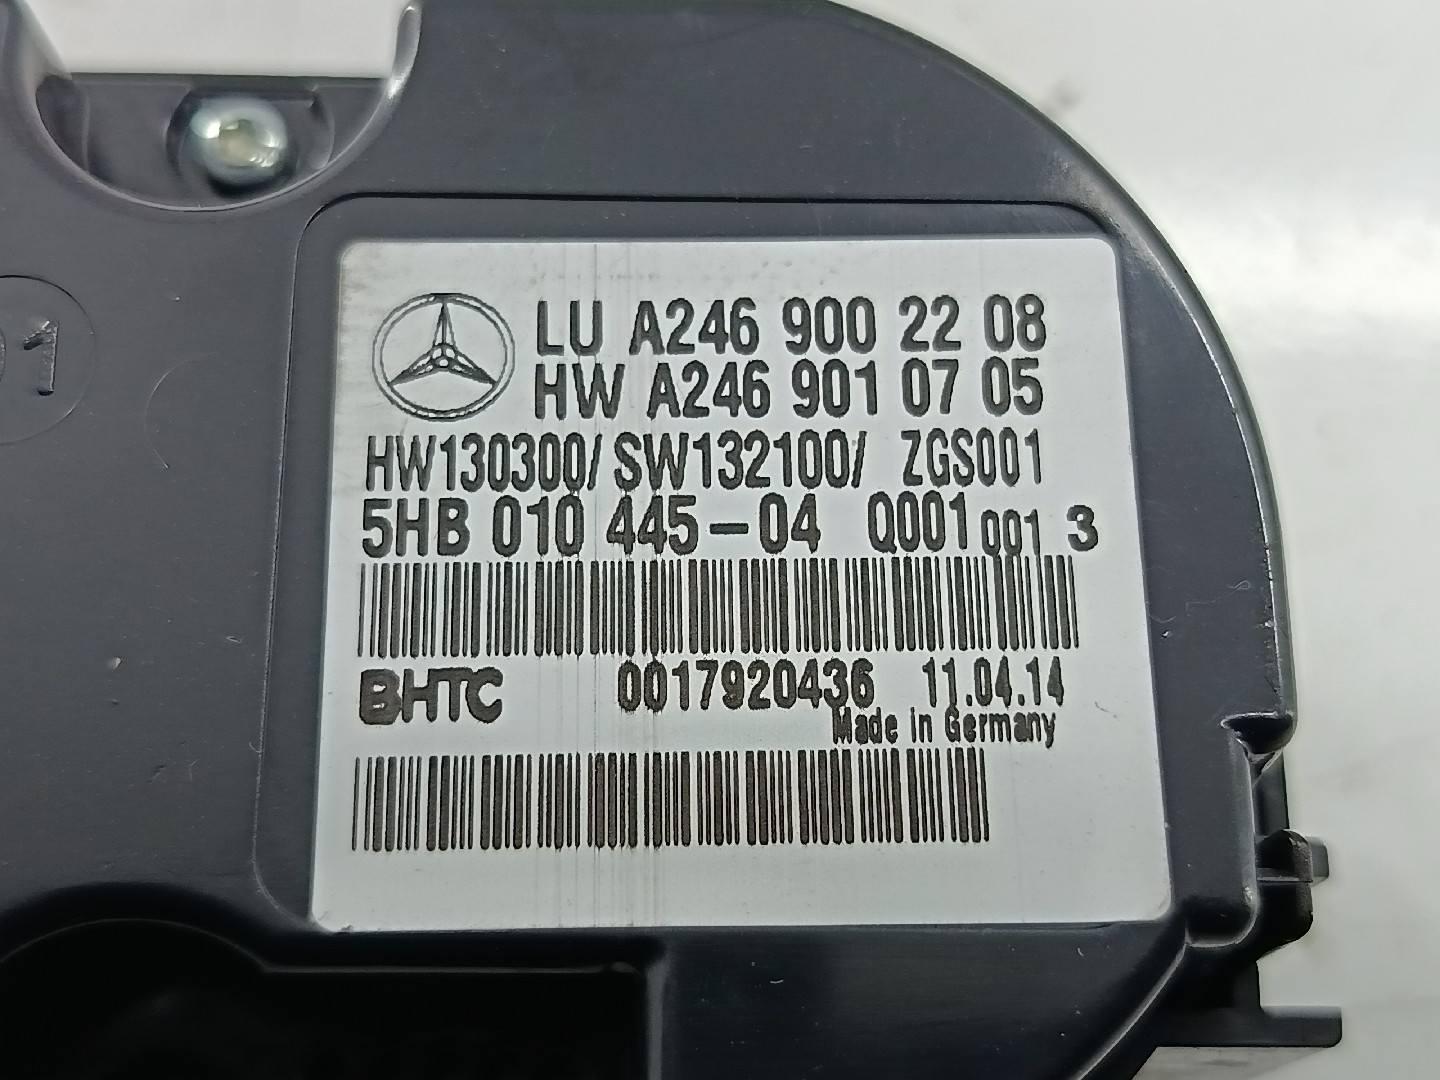 LU A246 900 22 08
HW A246 901 07 05
HW130300/ SW132100/ ZGS001
5HB 010 445-04 Q001 001 3
BHTC 0017920436 11.04.14
Made in Germany